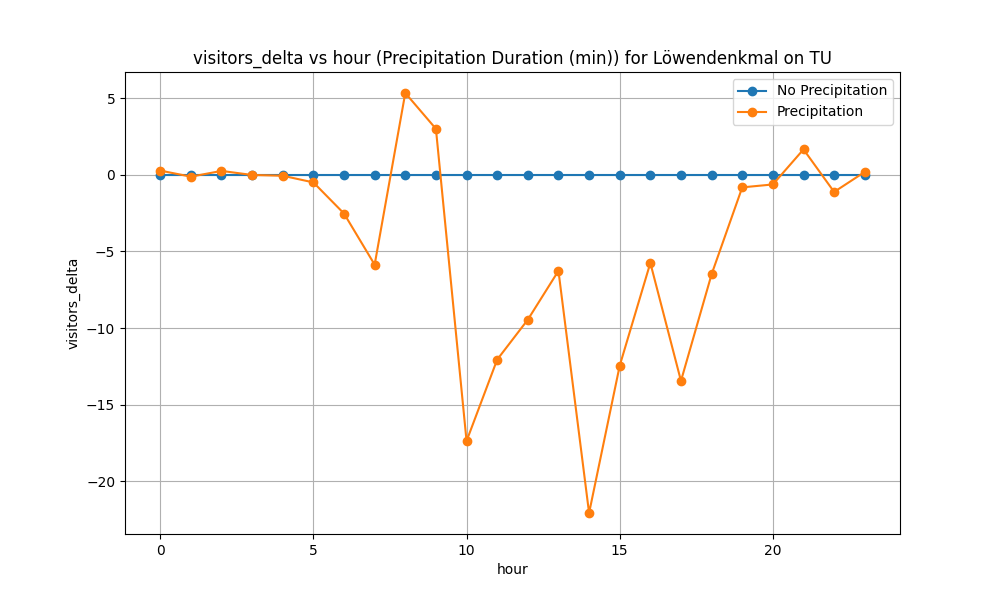 visitors_delta vs hour (Precipitation Duration (min)) for Löwendenkmal on TU
No Precipitation
Precipitation
visitors_delta
5
0
−5
−10
−15
−20
0 5 10 15 20
hour